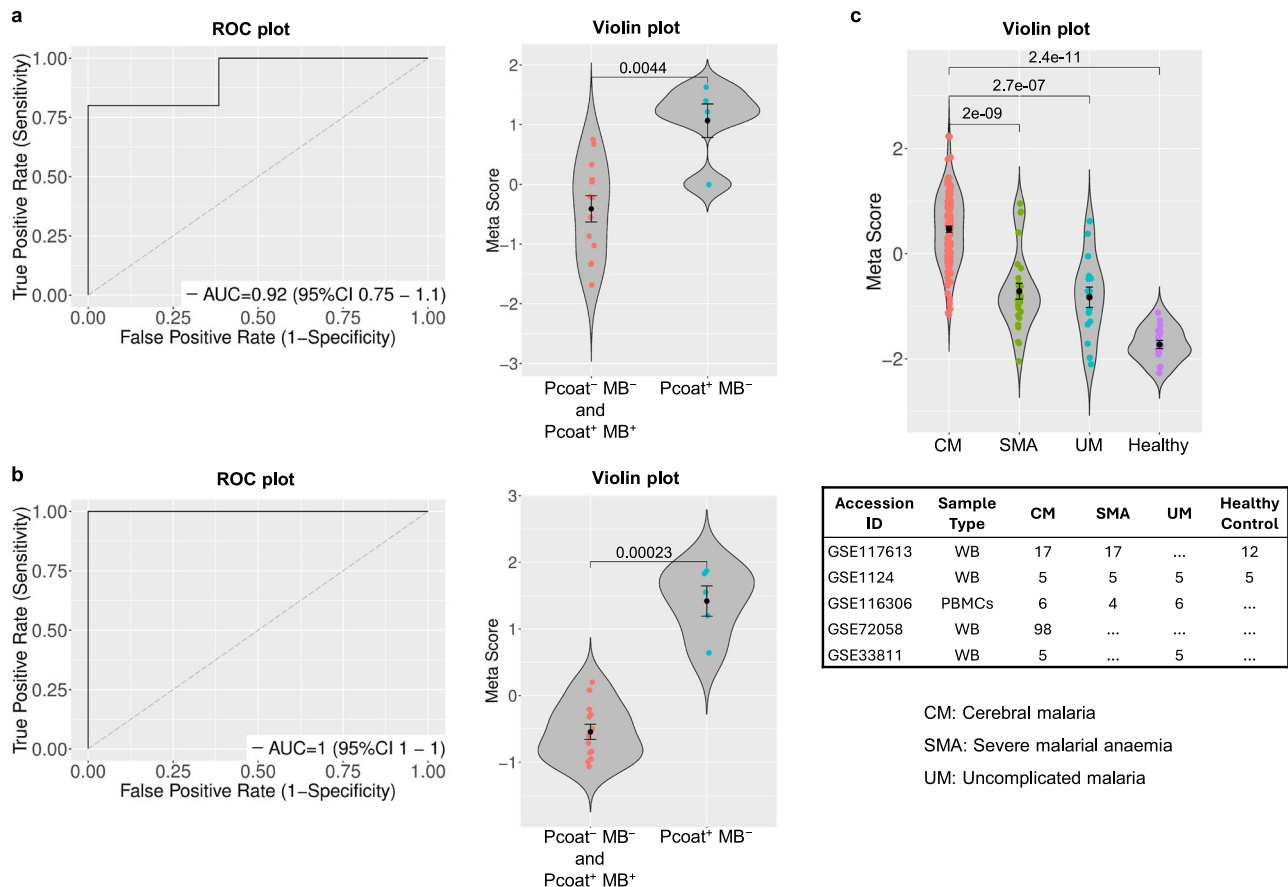 a
ROC plot
1.00
0.75
0.50
0.25
0.00
True Positive Rate (Sensitivity)
AUC=0.92 (95%CI 0.75 – 1.1)
0.00 0.25 0.50 0.75 1.00
False Positive Rate (1-Specificity)
Violin plot
0.0044
2
1
0
−1
−2
−3
Meta Score
Pcoat⁻ MB⁻
and
Pcoat⁺ MB⁺
Pcoat⁺ MB⁻
b
ROC plot
1.00
0.75
0.50
0.25
0.00
True Positive Rate (Sensitivity)
AUC=1 (95%CI 1 – 1)
0.00 0.25 0.50 0.75 1.00
False Positive Rate (1-Specificity)
Violin plot
0.00023
3
2
1
0
−1
Meta Score
Pcoat⁻ MB⁻
and
Pcoat⁺ MB⁺
Pcoat⁺ MB⁻
c
Violin plot
2.4e-11
2.7e-07
2e-09
2
0
−2
Meta Score
CM SMA UM Healthy
Accession ID Sample Type CM SMA UM Healthy Control
GSE117613 WB 17 17 ... 12
GSE1124 WB 5 5 5 5
GSE116306 PBMCs 6 4 6 ...
GSE72058 WB 98 ... ... ...
GSE33811 WB 5 ... 5 ...
CM: Cerebral malaria
SMA: Severe malarial anaemia
UM: Uncomplicated malaria